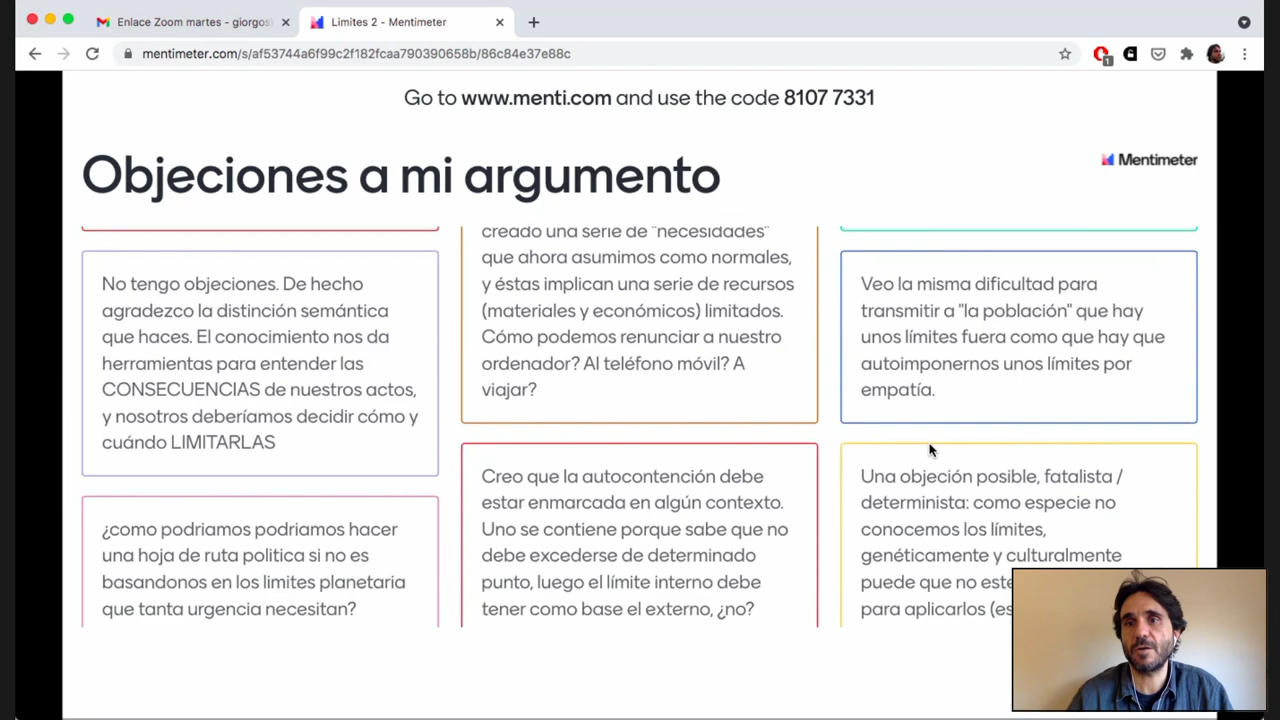 Enlace Zoom martes - giorgos
Limites 2 - Mentimeter
mentimeter.com/s/af53744a6f99c2f182fcaa790390658b/86c84e37e88c
1
Go to www.menti.com and use the code 8107 7331
Objeciones a mi argumento
Mentimeter
No tengo objeciones. De hecho
agradezco la distinción semántica
que haces. El conocimiento nos da
herramientas para entender las
CONSECUENCIAS de nuestros actos,
y nosotros deberíamos decidir cómo y
cuándo LIMITARLAS
¿como podriamos podriamos hacer
una hoja de ruta politica si no es
basandonos en los limites planetaria
que tanta urgencia necesitan?
creado una serie de "necesidades"
que ahora asumimos como normales,
y éstas implican una serie de recursos
(materiales y económicos) limitados.
Cómo podemos renunciar a nuestro
ordenador? Al teléfono móvil? A
viajar?
Creo que la autocontención debe
estar enmarcada en algún contexto.
Uno se contiene porque sabe que no
debe excederse de determinado
punto, luego el límite interno debe
tener como base el externo, ¿no?
Veo la misma dificultad para
transmitir a "la población" que hay
unos límites fuera como que hay que
autoimponernos unos límites por
empatía.
Una objeción posible, fatalista /
determinista: como especie no
conocemos los límites,
genéticamente y culturalmente
puede que no este
para aplicarlos (es